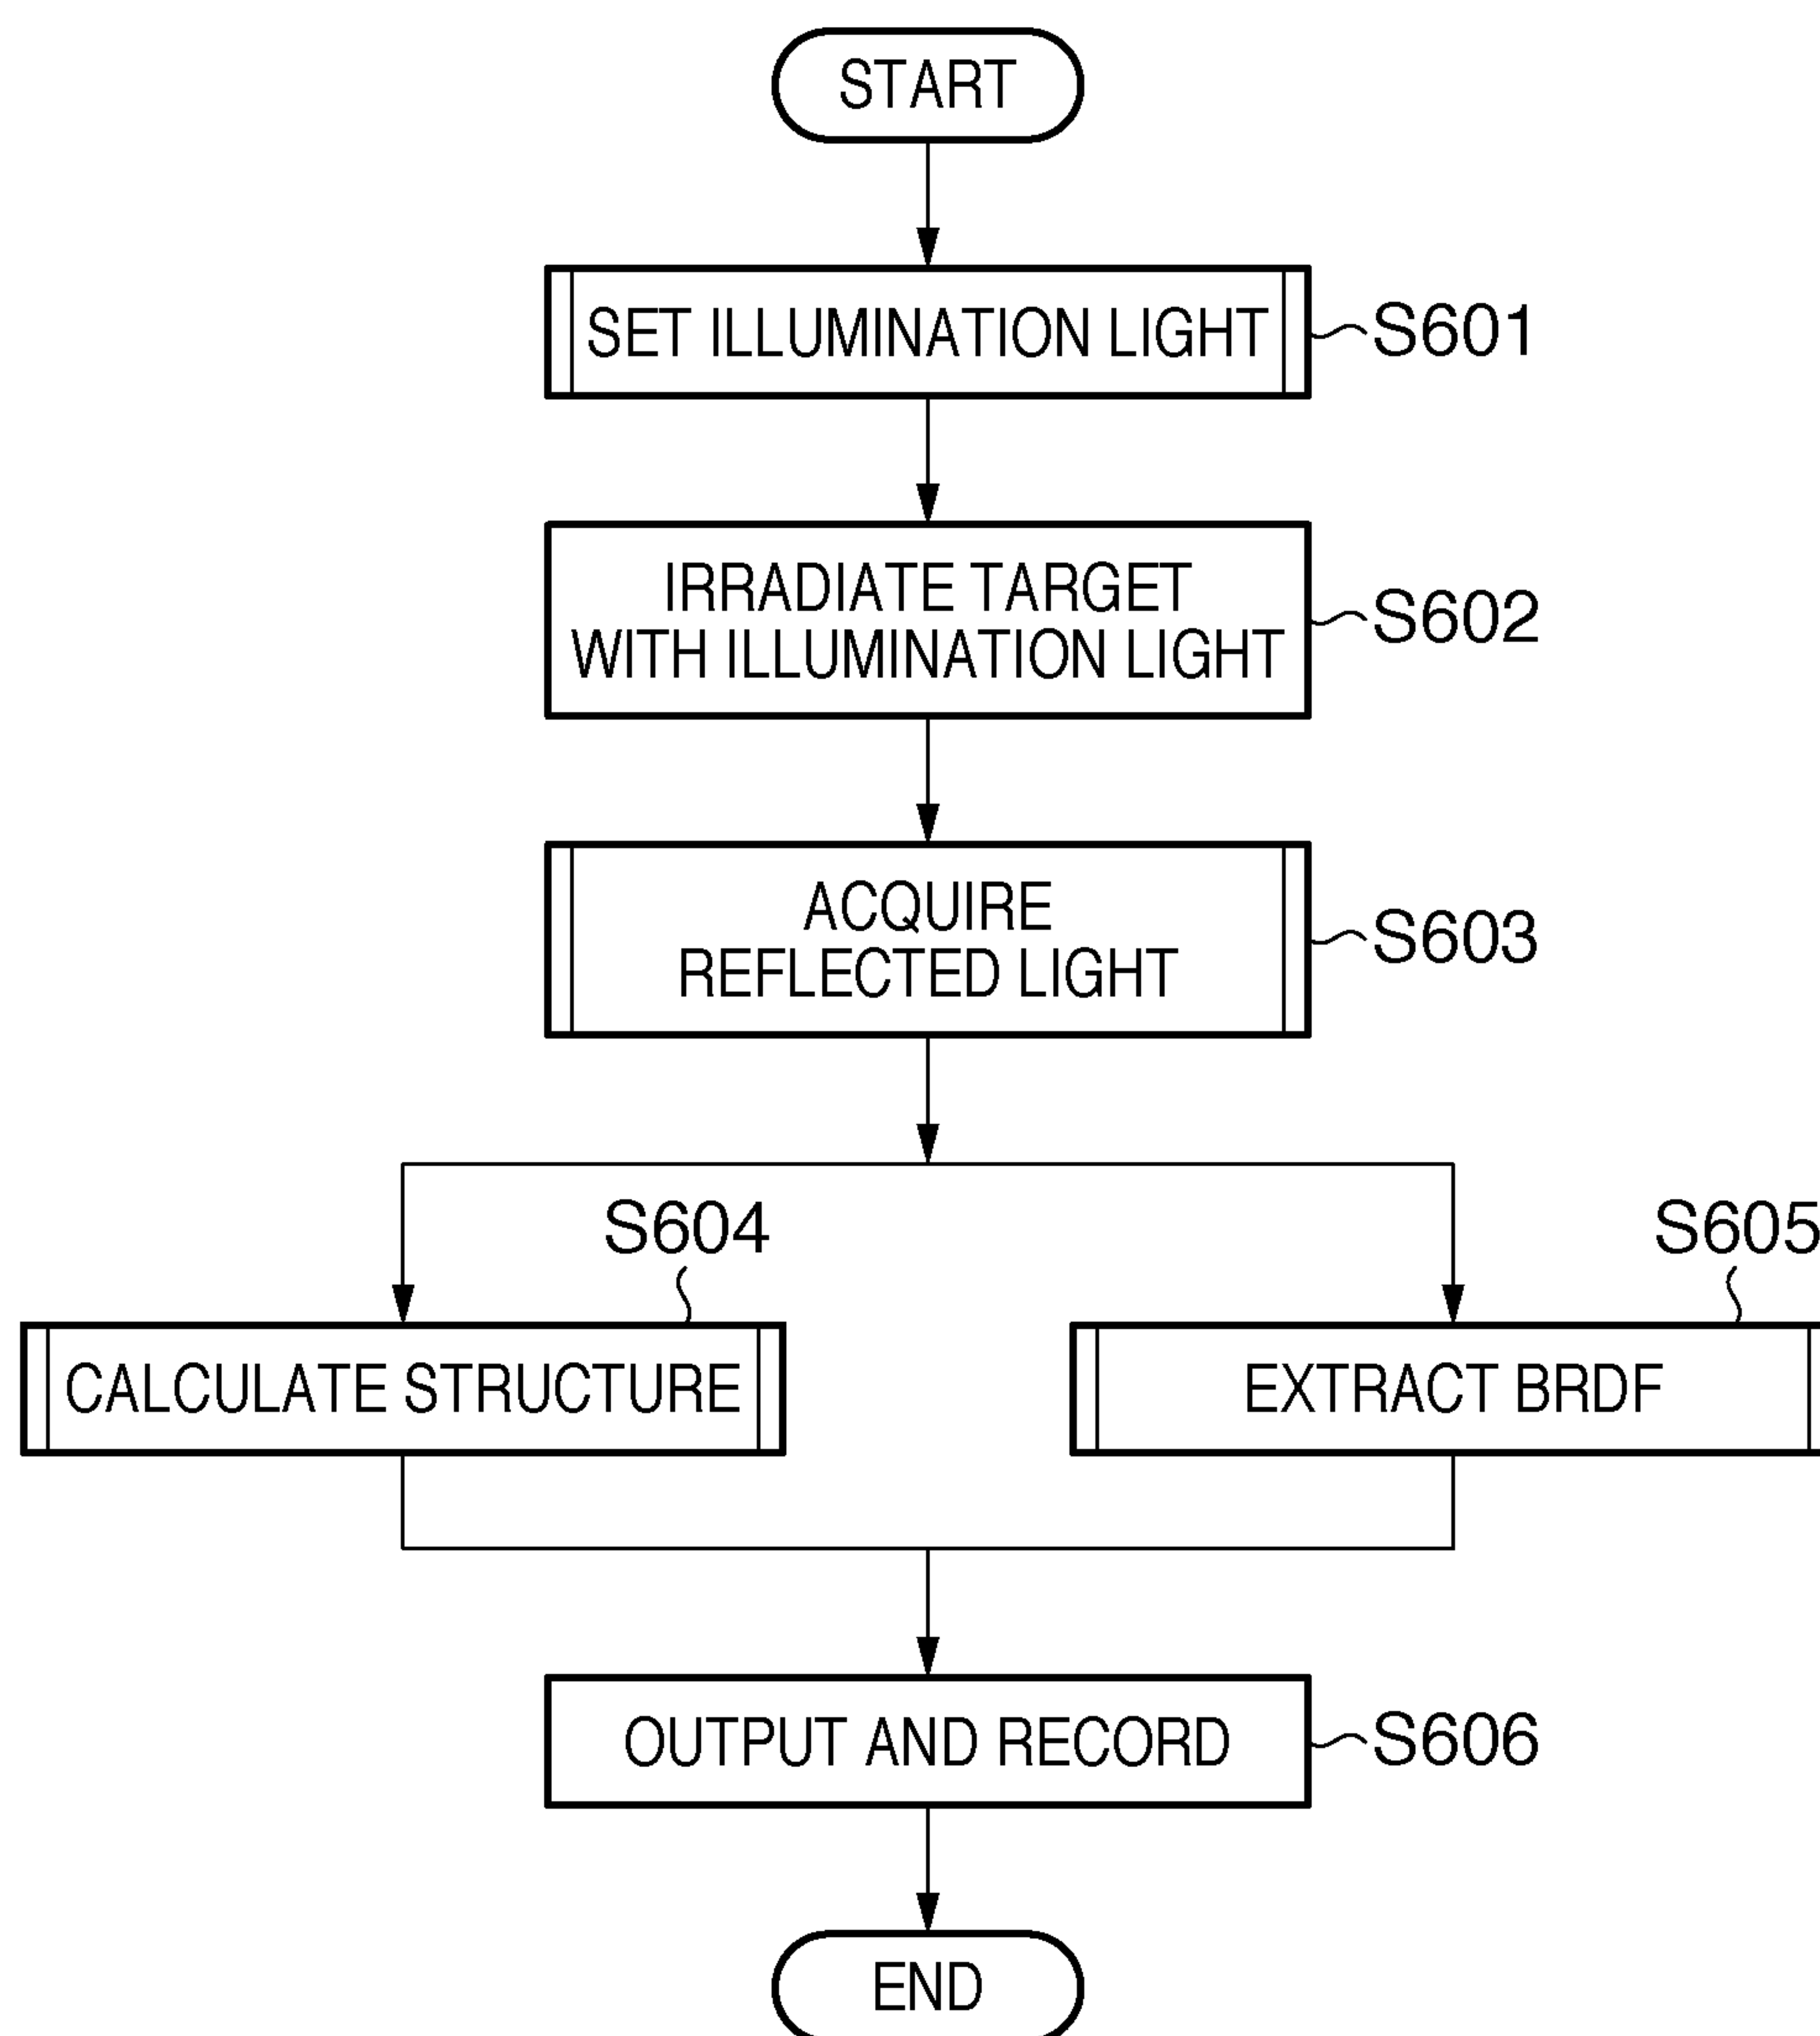 START
SET ILLUMINATION LIGHT
S601
IRRADIATE TARGET
WITH ILLUMINATION LIGHT
S602
ACQUIRE
REFLECTED LIGHT
S603
S604
CALCULATE STRUCTURE
S605
EXTRACT BRDF
OUTPUT AND RECORD
S606
END